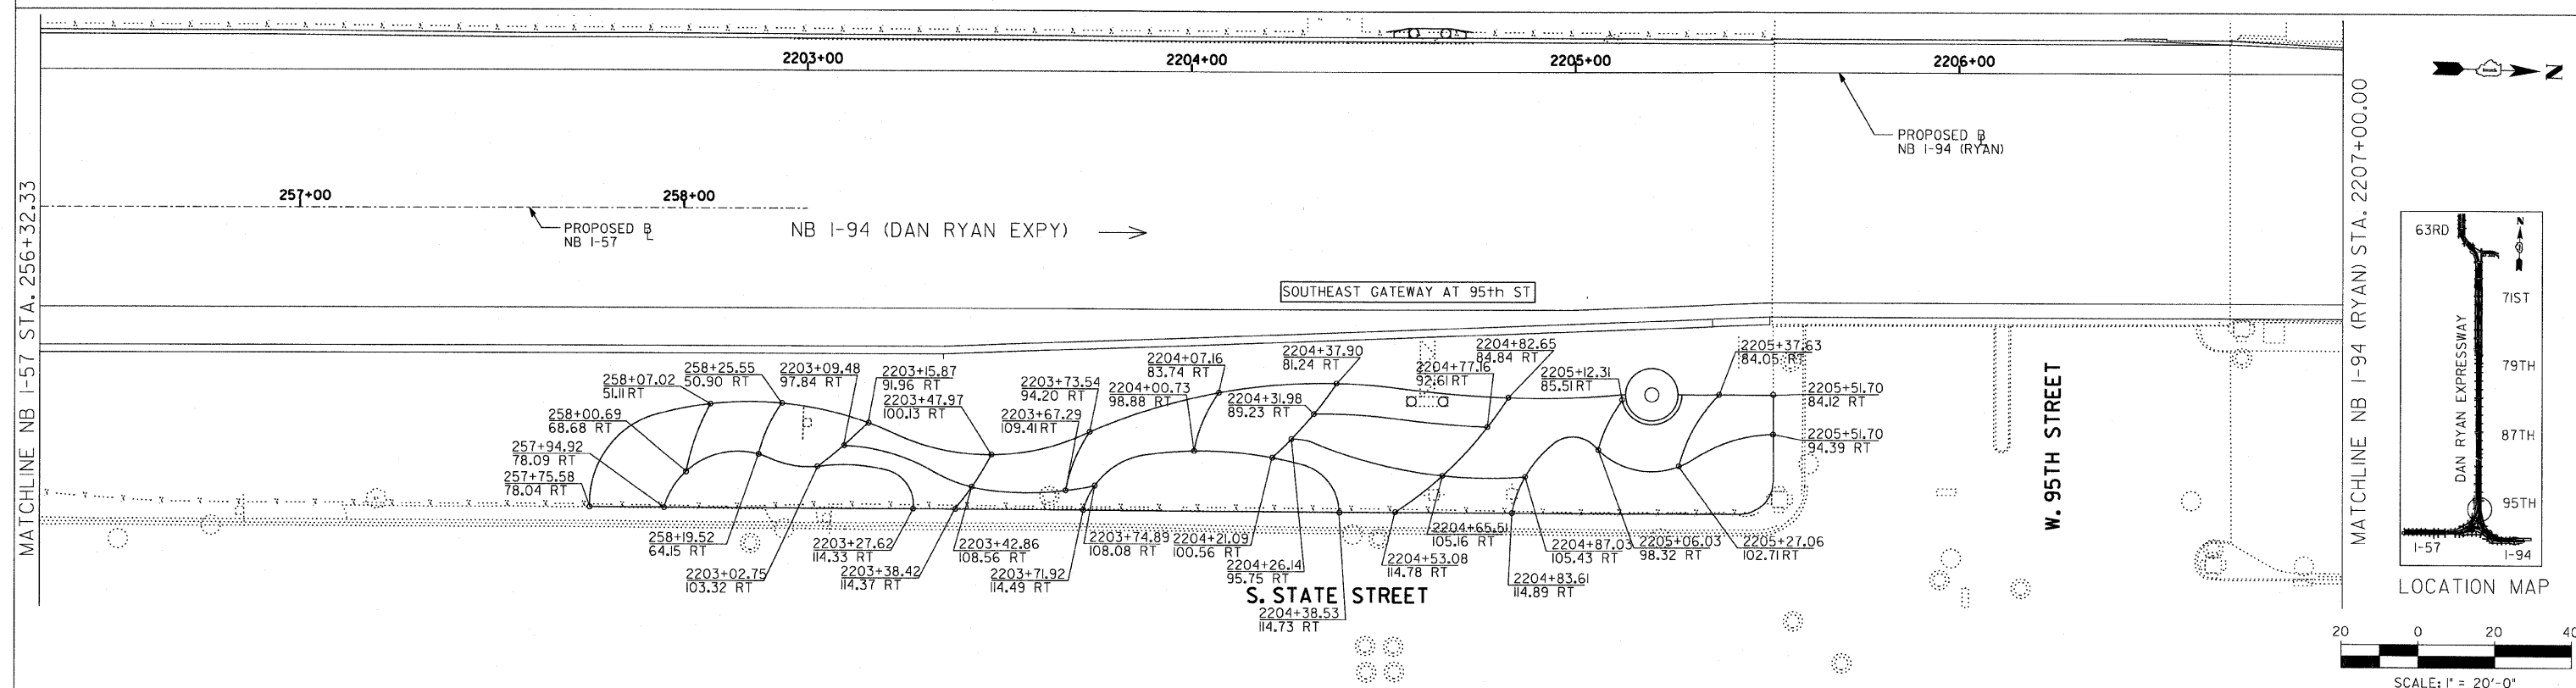 2203+00
2204+00
2205+00
2206+00
N
PROPOSED BL
NB I-94 (RYAN)
MATCHLINE NB I-57 STA. 256+32.33
257+00
258+00
PROPOSED BL
NB I-57
NB I-94 (DAN RYAN EXPY)
SOUTHEAST GATEWAY AT 95th ST
258+07.02
51.11 RT
258+25.55
50.90 RT
2203+09.48
97.84 RT
2203+15.87
91.96 RT
2203+47.97
100.13 RT
2203+73.54
94.20 RT
2203+67.29
109.41 RT
2204+07.16
83.74 RT
2204+00.73
98.88 RT
2204+37.90
81.24 RT
2204+31.98
89.23 RT
2204+82.65
84.84 RT
2204+77.16
92.61 RT
2205+12.31
85.51 RT
2205+37.63
84.05 RT
2205+51.70
84.12 RT
2205+51.70
94.39 RT
258+00.69
68.68 RT
257+94.92
78.09 RT
257+75.58
78.04 RT
258+19.52
64.15 RT
2203+02.75
103.32 RT
2203+27.62
114.33 RT
2203+38.42
114.37 RT
2203+42.86
108.56 RT
2203+71.92
114.49 RT
2203+74.89
108.08 RT
2204+21.09
100.56 RT
2204+26.14
95.75 RT
2204+38.53
114.73 RT
2204+53.08
114.78 RT
2204+65.51
105.16 RT
2204+87.03
105.43 RT
2204+83.61
114.89 RT
2205+06.03
98.32 RT
2205+27.06
102.71 RT
S. STATE STREET
W. 95TH STREET
MATCHLINE NB I-94 (RYAN) STA. 2207+00.00
63RD
N
71ST
79TH
87TH
95TH
DAN RYAN EXPRESSWAY
I-57
I-94
LOCATION MAP
20 0 20 40
SCALE: 1" = 20'-0"